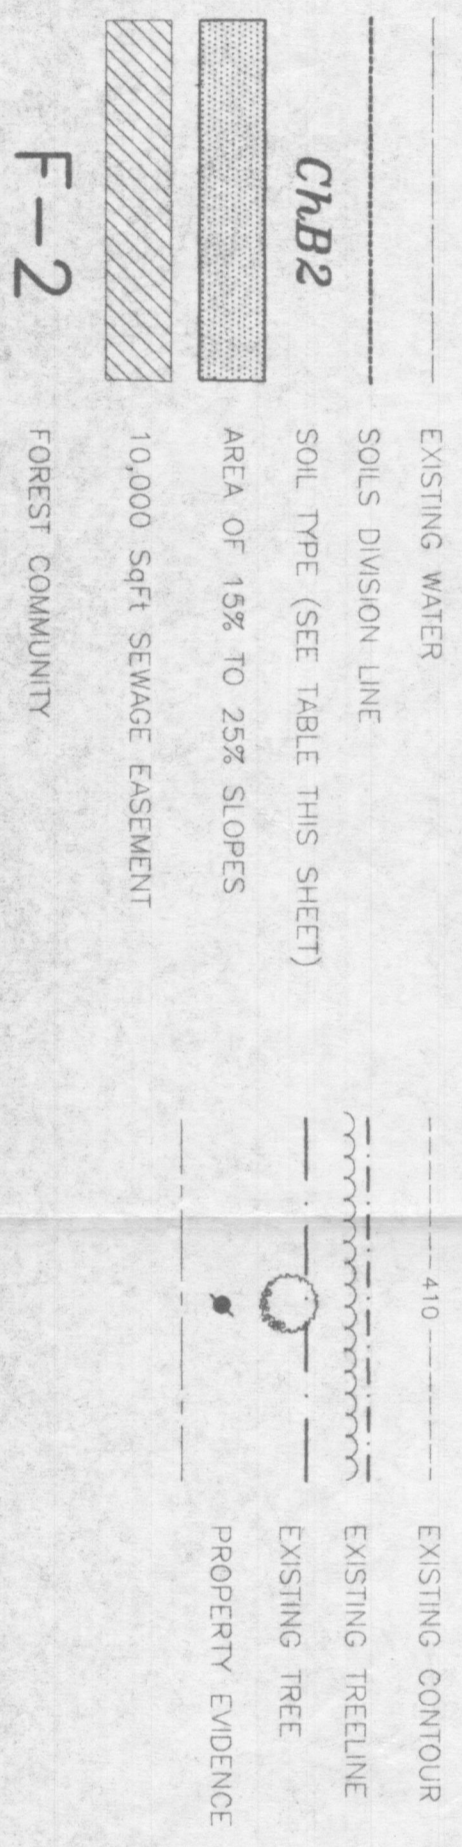 EXISTING WATER
SOILS DIVISION LINE
ChB2 SOIL TYPE (SEE TABLE THIS SHEET)
AREA OF 15% TO 25% SLOPES
10,000 SqFt SEWAGE EASEMENT
F-2 FOREST COMMUNITY
410 EXISTING CONTOUR
EXISTING TREELINE
EXISTING TREE
PROPERTY EVIDENCE